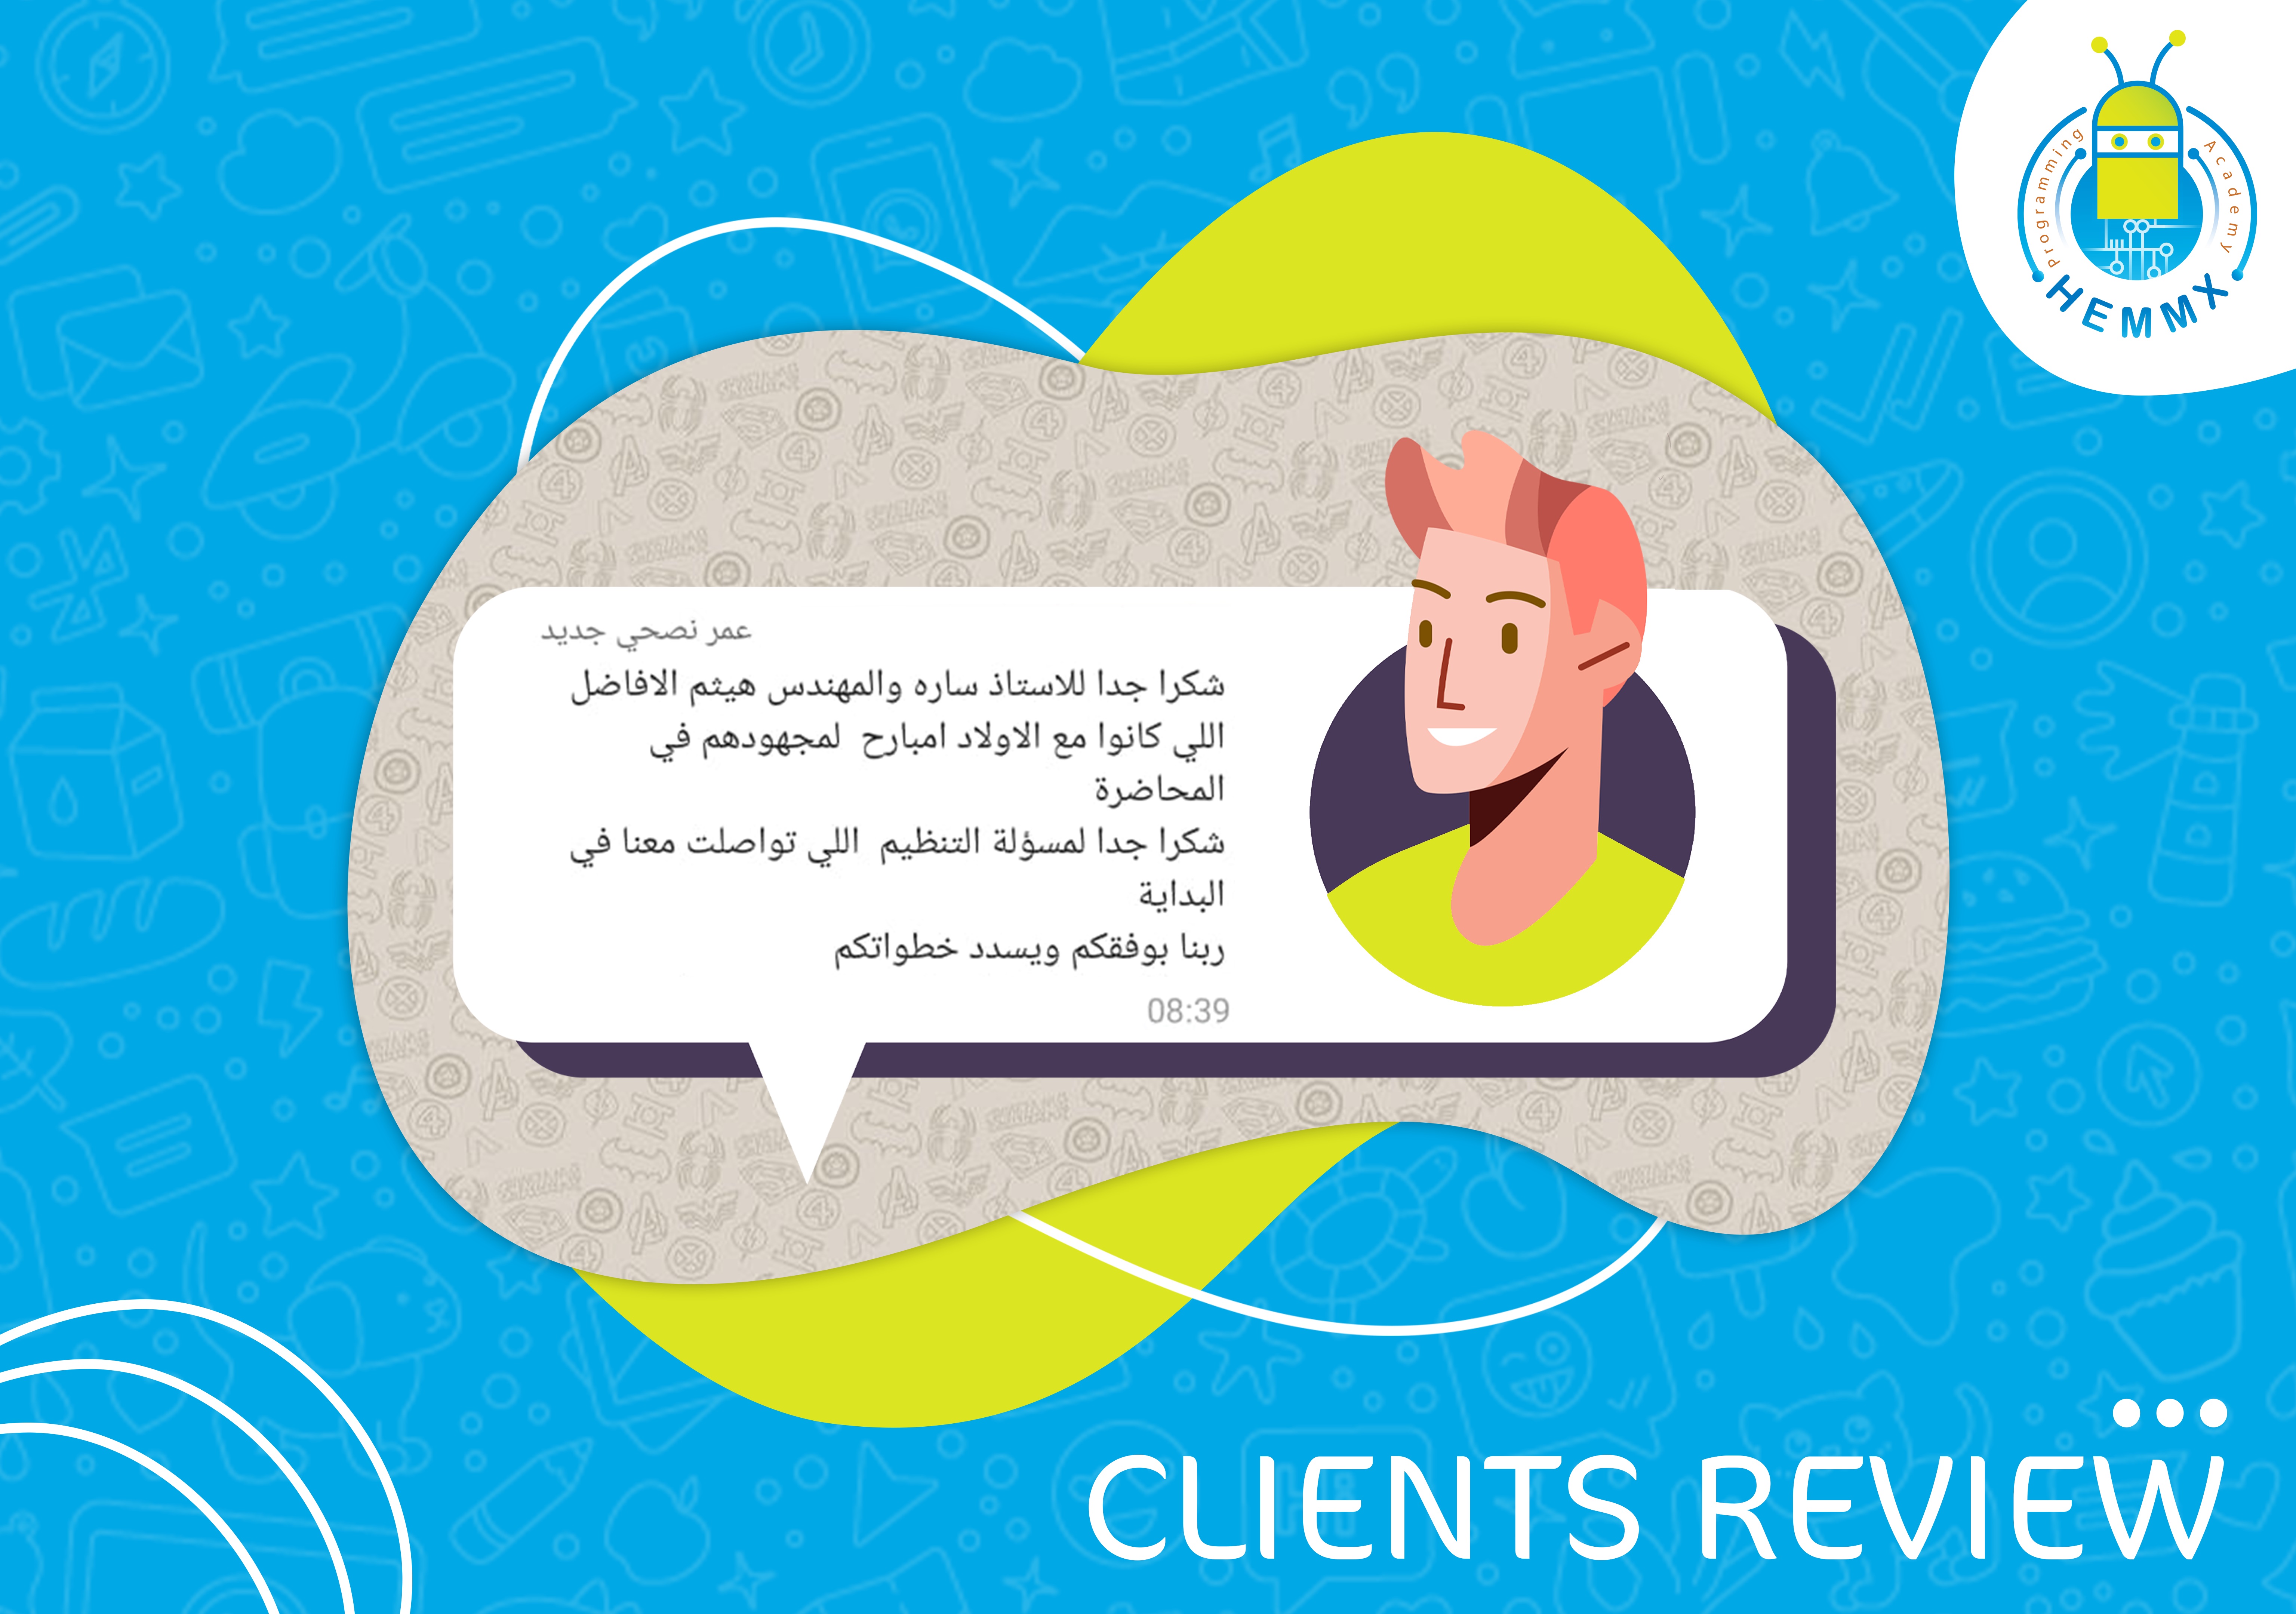 Programming Academy
HEMMX
عمر نصحي جديد
شكرا جدا للاستاذ ساره والمهندس هيثم الافاضل
اللي كانوا مع الاولاد امبارح لمجهودهم في
المحاضرة
شكرا جدا لمسؤلة التنظيم اللي تواصلت معنا في
البداية
ربنا بوفقكم ويسدد خطواتكم
08:39
CLIENTS REVIEW